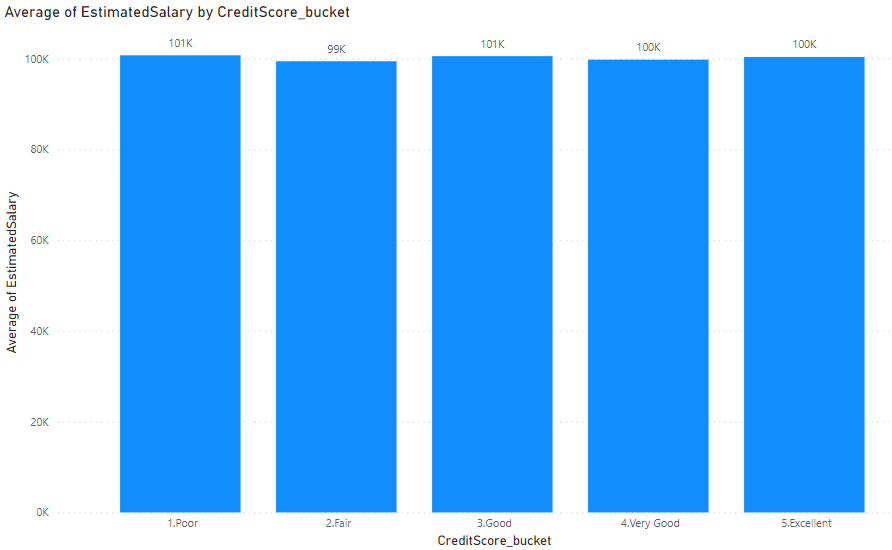 Average of EstimatedSalary by CreditScore_bucket
101K
99K
101K
100K
100K
100K
80K
60K
40K
20K
0K
Average of EstimatedSalary
1.Poor
2.Fair
3.Good
4.Very Good
5.Excellent
CreditScore_bucket